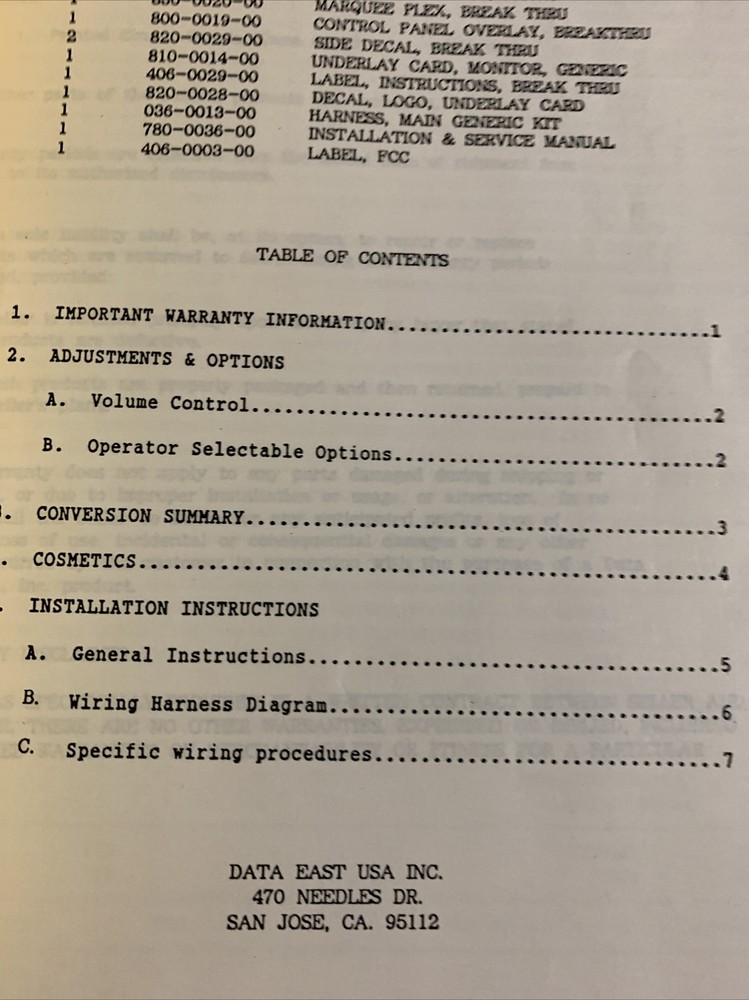 1 850-0020-00 MARQUEE PLEX, BREAK THRU
1 800-0019-00 CONTROL PANEL OVERLAY, BREAKTHRU
2 820-0029-00 SIDE DECAL, BREAK THRU
1 810-0014-00 UNDERLAY CARD, MONITOR, GENERIC
1 406-0029-00 LABEL, INSTRUCTIONS, BREAK THRU
1 820-0028-00 DECAL, LOGO, UNDERLAY CARD
1 036-0013-00 HARNESS, MAIN GENERIC KIT
1 780-0036-00 INSTALLATION & SERVICE MANUAL
1 406-0003-00 LABEL, FCC
TABLE OF CONTENTS
1. IMPORTANT WARRANTY INFORMATION..............................1
2. ADJUSTMENTS & OPTIONS
A. Volume Control.........................................2
B. Operator Selectable Options............................2
. CONVERSION SUMMARY.........................................3
. COSMETICS..................................................4
. INSTALLATION INSTRUCTIONS
A. General Instructions...................................5
B. Wiring Harness Diagram.................................6
C. Specific wiring procedures.............................7
DATA EAST USA INC.
470 NEEDLES DR.
SAN JOSE, CA. 95112